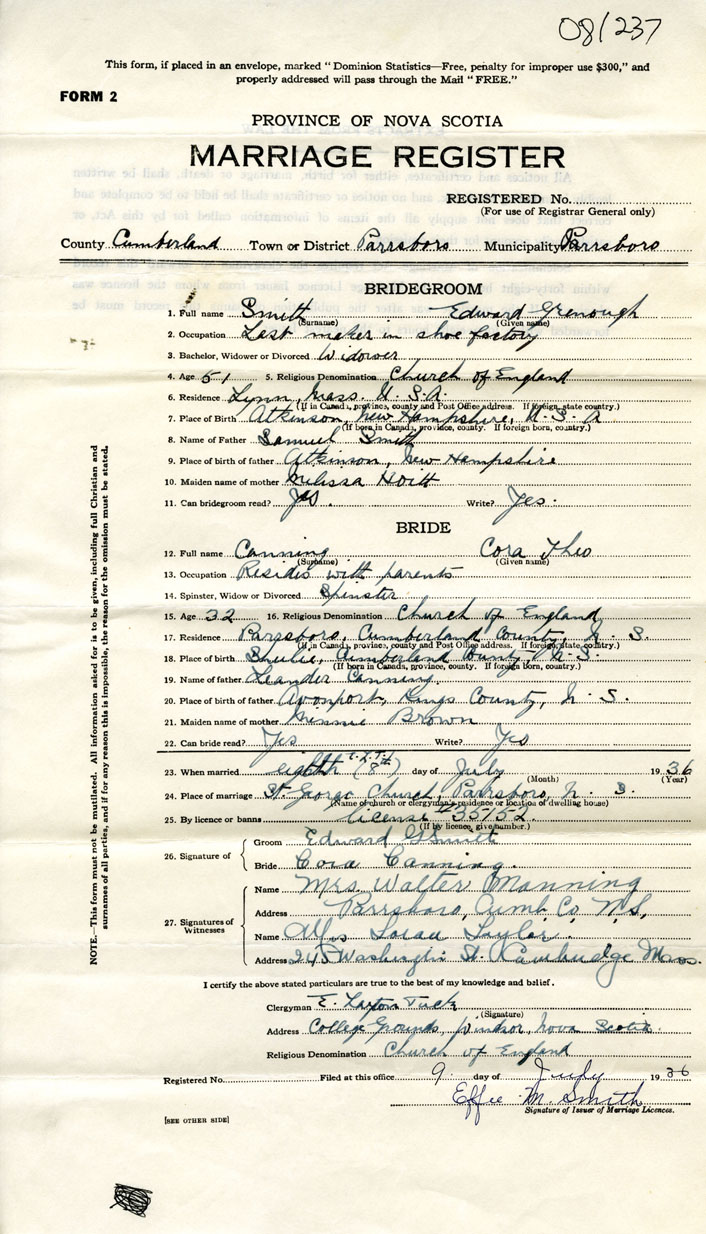 08/237
This form, if placed in an envelope, marked "Dominion Statistics—Free, penalty for improper use $300," and
properly addressed will pass through the Mail "FREE."
FORM 2
PROVINCE OF NOVA SCOTIA
MARRIAGE REGISTER
REGISTERED No.
(For use of Registrar General only)
County Cumberland Town or District Parrsboro Municipality Parrsboro
BRIDEGROOM
1. Full name Smith Edward Grenough
(Surname) (Given name)
2. Occupation Last maker in shoe factory
3. Bachelor, Widower or Divorced Widower
4. Age 51 5. Religious Denomination Church of England
6. Residence Lynn, Mass. U.S.A.
(If in Canada, province, county and Post Office address. If foreign, state country.)
7. Place of Birth Atkinson, New Hampshire, U.S.A
(If born in Canada, province, county. If foreign born, country.)
8. Name of Father Samuel Smith
9. Place of birth of father Atkinson, New Hampshire
10. Maiden name of mother Melissa Hoitt
11. Can bridegroom read? Yes. Write? Yes.
BRIDE
12. Full name Canning Cora Theo
(Surname) (Given name)
13. Occupation Resides with parents
14. Spinster, Widow or Divorced Spinster
15. Age 32 16. Religious Denomination Church of England
17. Residence Parrsboro, Cumberland County, N. S.
(If in Canada, province, county and Post Office address. If foreign, state country.)
18. Place of birth Shulie, Cumberland County, N. S.
(If born in Canada, province, county. If foreign born, country.)
19. Name of father Leander Canning
20. Place of birth of father Avonport, Kings County, N. S.
21. Maiden name of mother Minnie Brown
22. Can bride read? Yes Write? Yes
23. When married eighth (8th) E.L.T. day of July 1936
(Month) (Year)
24. Place of marriage St. George Church, Parrsboro, N. S.
(Name of church or clergyman's residence or location of dwelling house)
25. By licence or banns license #35152
(If by licence, give number.)
26. Signature of
Groom Edward G Smith
Bride Cora Canning.
27. Signatures of Witnesses
Name Mrs. Walter Manning
Address Parrsboro, Cumb. Co N.S,
Name Taylor
Address 245 Washington St. Cambridge Mass.
I certify the above stated particulars are true to the best of my knowledge and belief.
Clergyman E. Layton Tuck
(Signature)
Address College Grounds, Windsor, Nova Scotia.
Religious Denomination Church of England
Registered No. Filed at this office 9. day of July 1936
Effie M. Smith
Signature of Issuer of Marriage Licences.
[SEE OTHER SIDE]
NOTE.—This form must not be mutilated. All information asked for is to be given, including full Christian and
surnames of all parties, and if for any reason this is impossible, the reason for the omission must be stated.